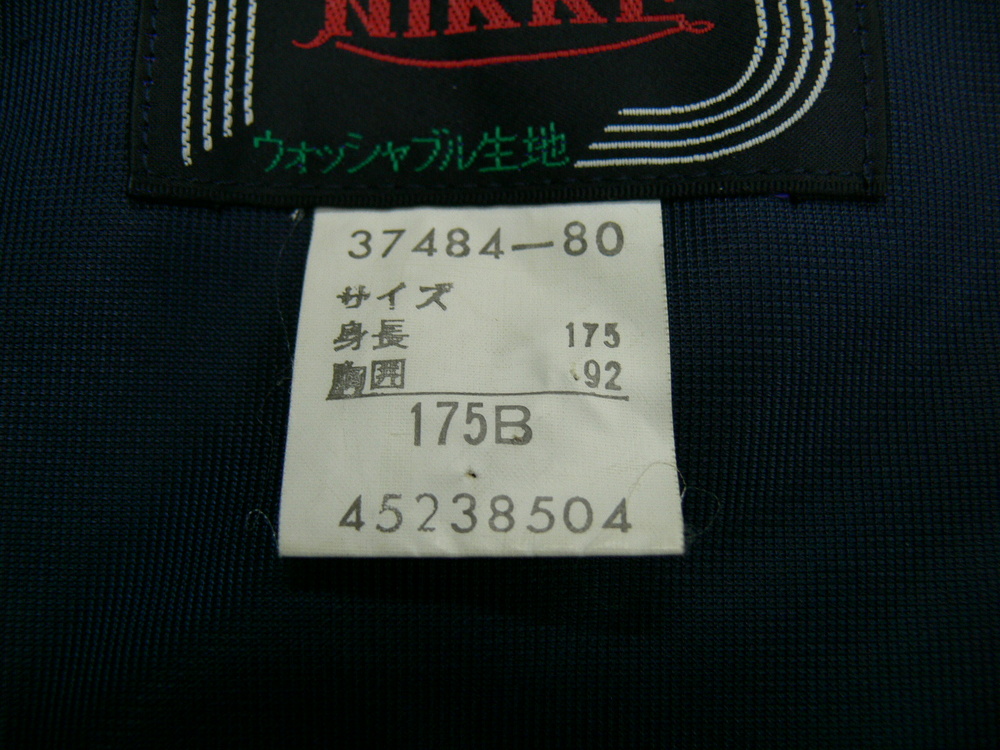 NIKKE
ウォッシャブル生地
37484-80
サイズ
身長 175
胸囲 92
175B
45238504